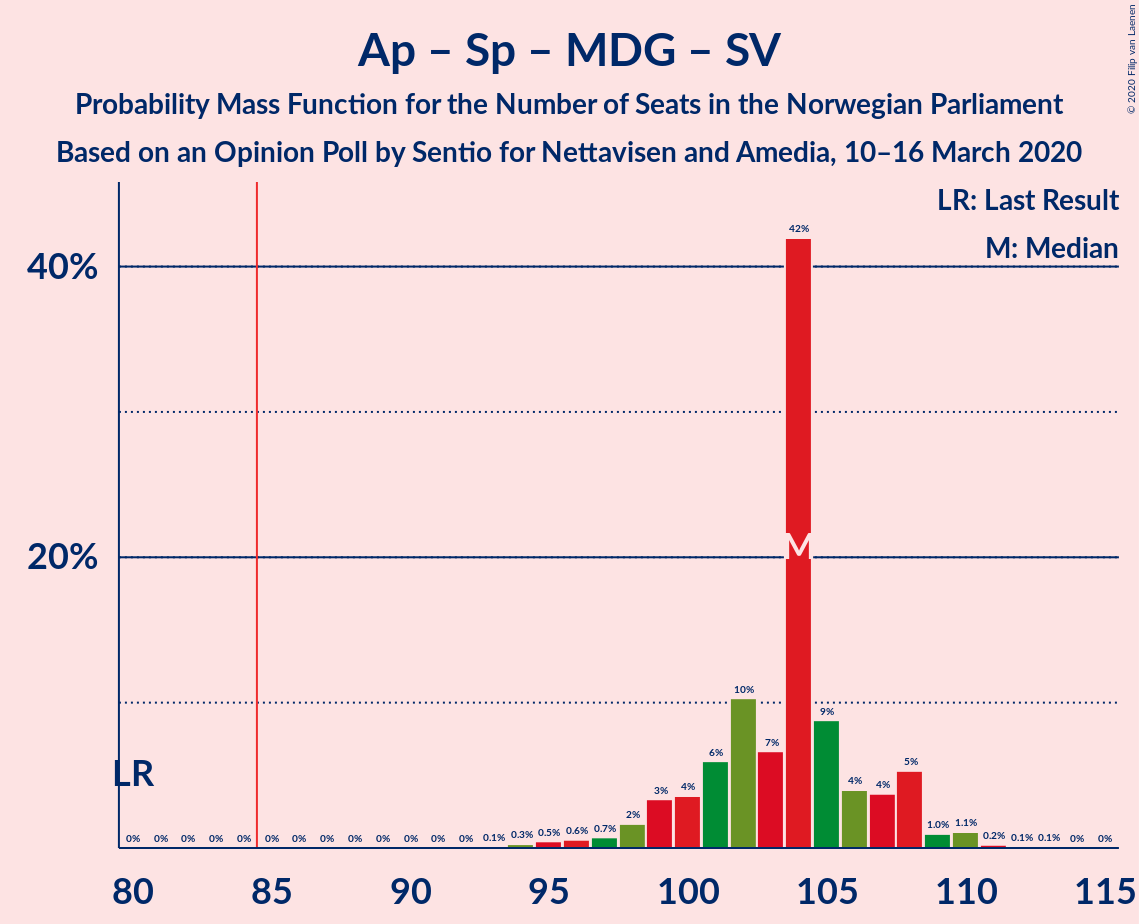 Ap – Sp – MDG – SV
Probability Mass Function for the Number of Seats in the Norwegian Parliament
Based on an Opinion Poll by Sentio for Nettavisen and Amedia, 10–16 March 2020
© 2020 Filip van Laenen
LR: Last Result
M: Median
40%
20%
42%
M
LR
0% 0% 0% 0% 0% 0% 0% 0% 0% 0% 0% 0% 0% 0.1% 0.3% 0.5% 0.6% 0.7% 2% 3% 4% 6% 10% 7% 9% 4% 4% 5% 1.0% 1.1% 0.2% 0.1% 0.1% 0% 0%
80 85 90 95 100 105 110 115